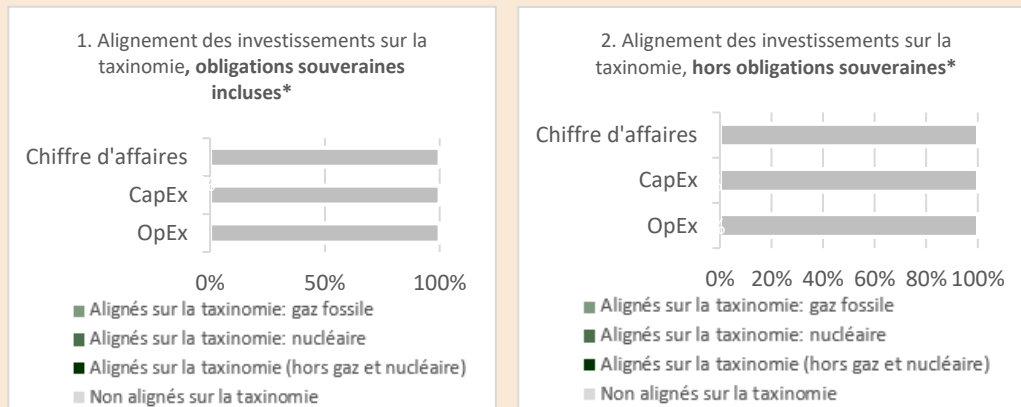 1. Alignement des investissements sur la
taxinomie, obligations souveraines
incluses*
Chiffre d'affaires
CapEx
OpEx
0% 50% 100%
Alignés sur la taxinomie: gaz fossile
Alignés sur la taxinomie: nucléaire
Alignés sur la taxinomie (hors gaz et nucléaire)
Non alignés sur la taxinomie
2. Alignement des investissements sur la
taxinomie, hors obligations souveraines*
Chiffre d'affaires
CapEx
OpEx
0% 20% 40% 60% 80% 100%
Alignés sur la taxinomie: gaz fossile
Alignés sur la taxinomie: nucléaire
Alignés sur la taxinomie (hors gaz et nucléaire)
Non alignés sur la taxinomie